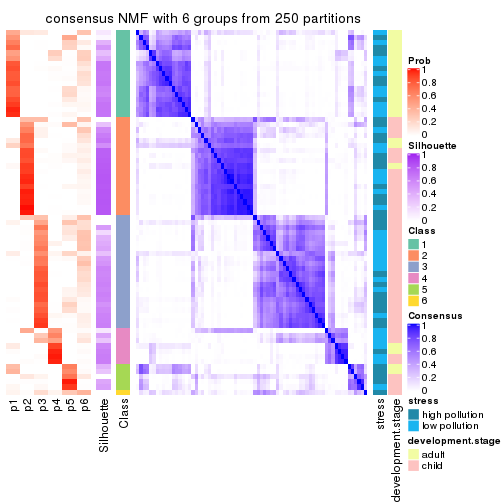 consensus NMF with 6 groups from 250 partitions
p1
p2
p3
p4
p5
p6
Silhouette
Class
stress
development.stage
Prob
1
0.8
0.6
0.4
0.2
0
Silhouette
1
0.8
0.6
0.4
0.2
0
Class
1
2
3
4
5
6
Consensus
1
0.8
0.6
0.4
0.2
0
stress
high pollution
low pollution
development.stage
adult
child